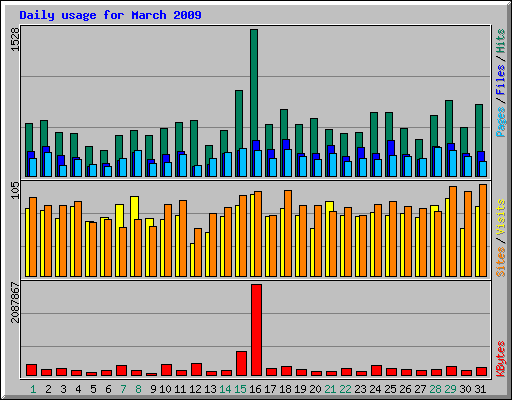 Daily usage for March 2009
1528
Pages / Files / Hits
105
Sites / Visits
2087867
KBytes
1 2 3 4 5 6 7 8 9 10 11 12 13 14 15 16 17 18 19 20 21 22 23 24 25 26 27 28 29 30 31